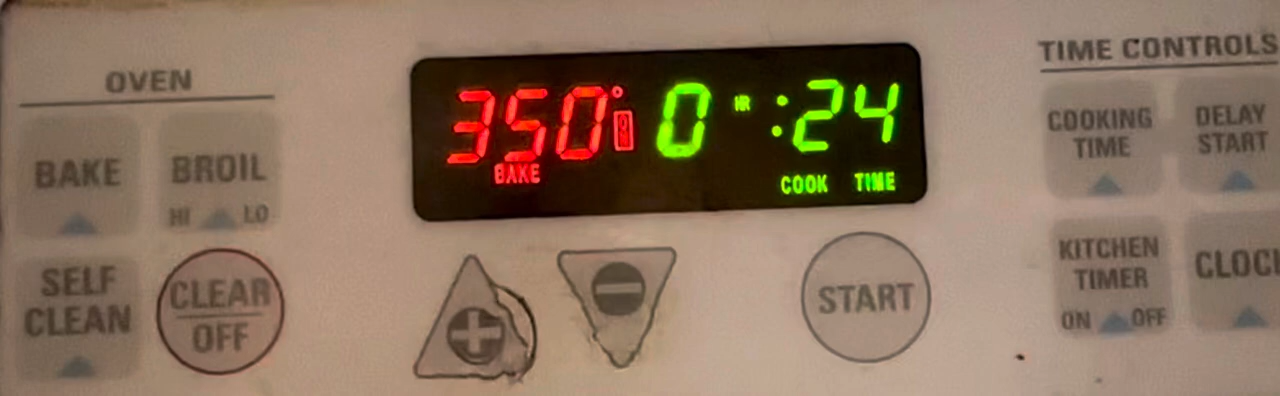 OVEN
BAKE
BROIL
HI LO
SELF
CLEAN
CLEAR
OFF
350°
BAKE
0 HR :24
COOK TIME
START
TIME CONTROLS
COOKING
TIME
DELAY
START
KITCHEN
TIMER
ON OFF
CLOC